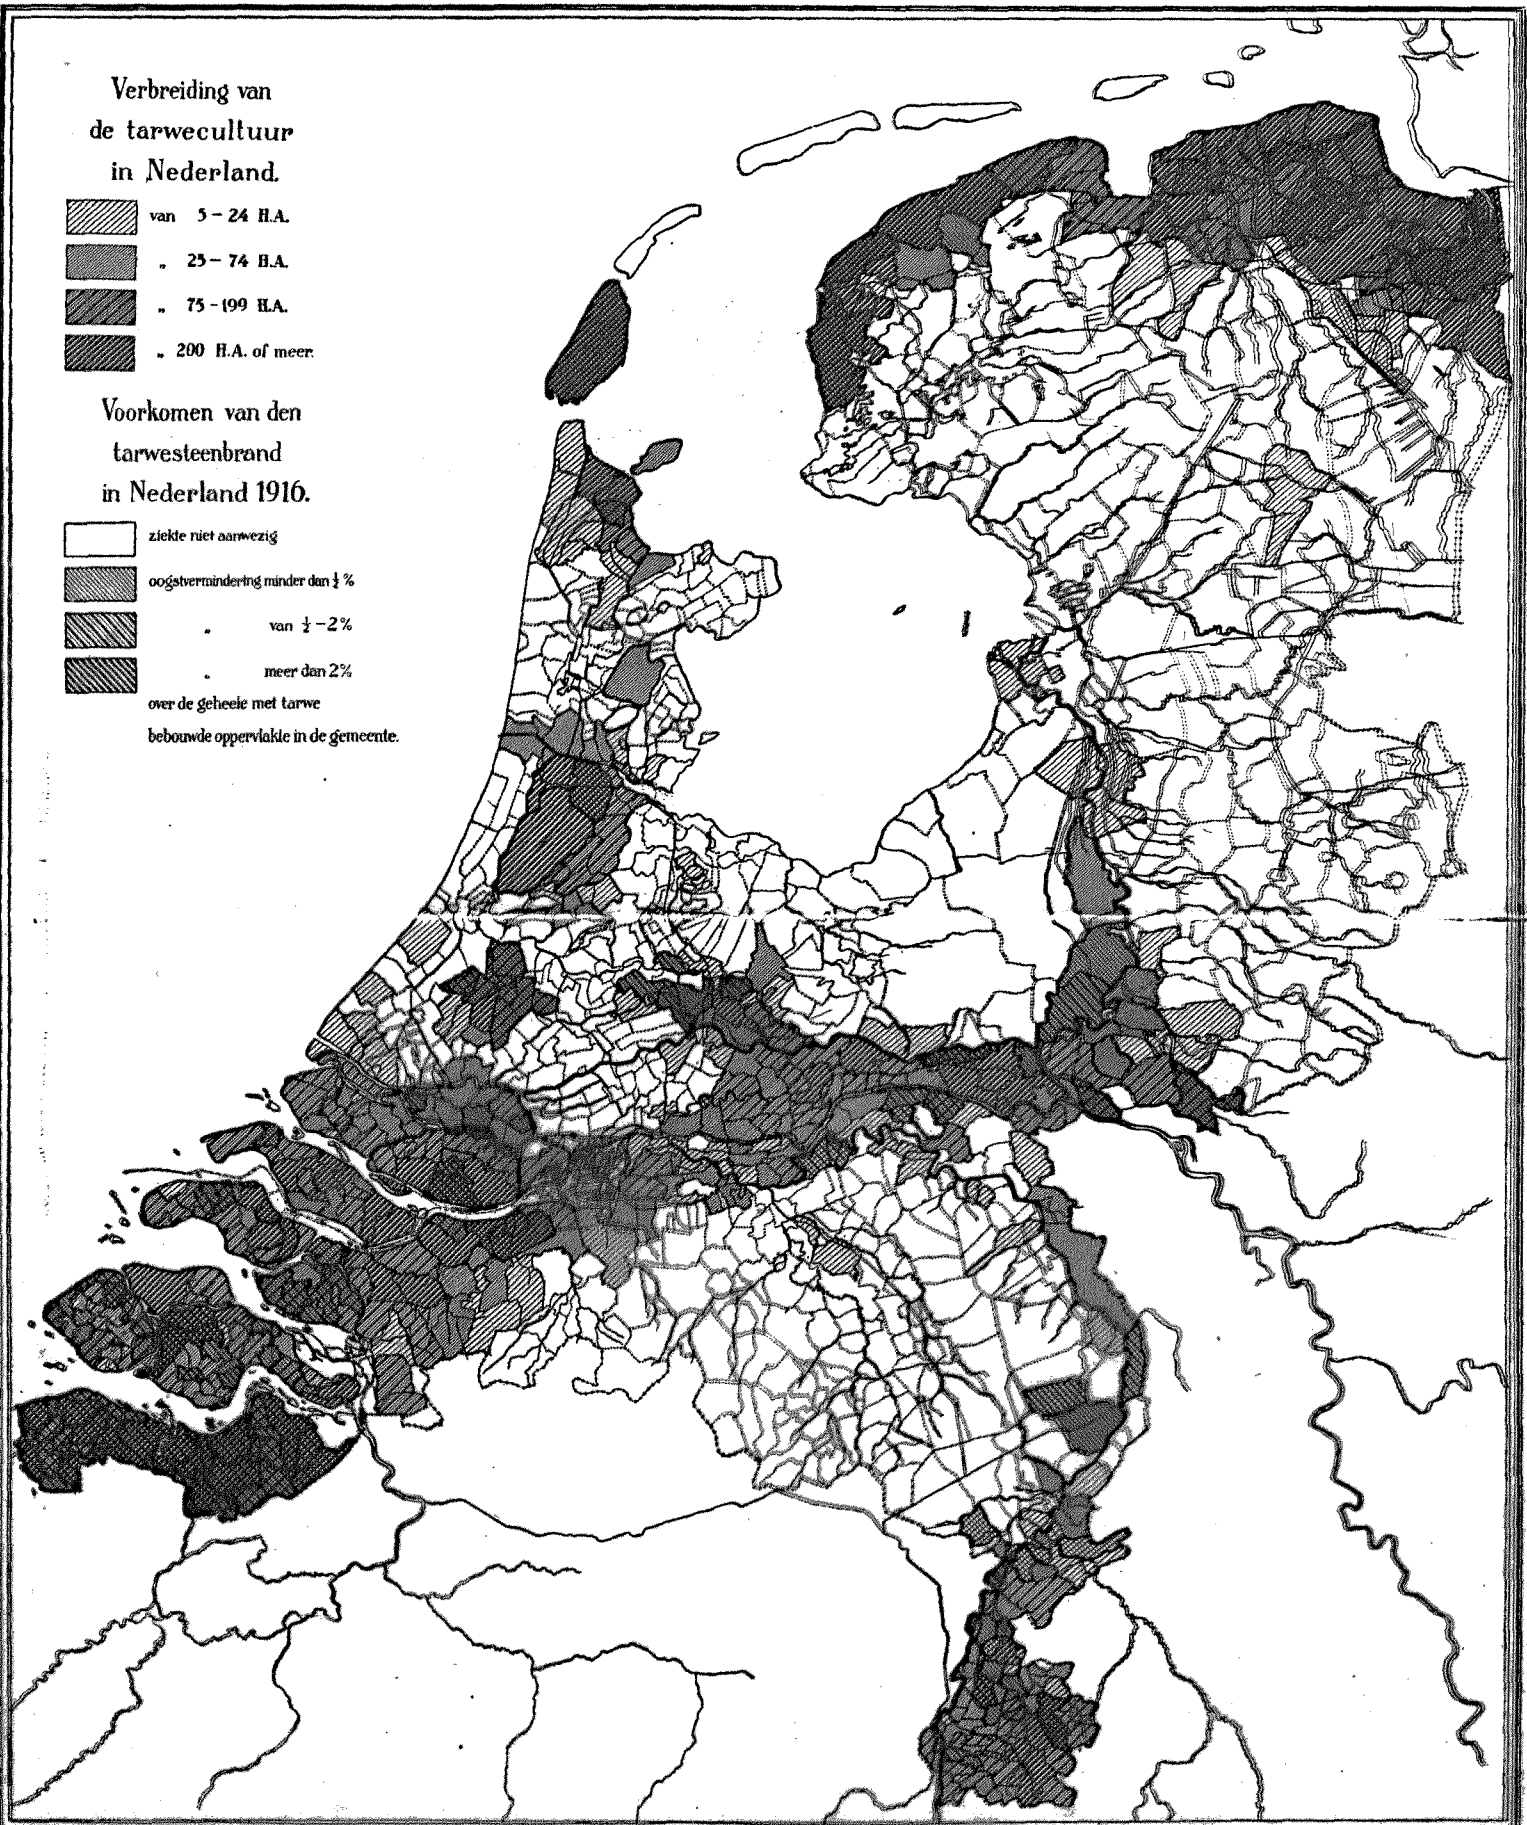 Verbreiding van
de tarwecultuur
in Nederland.
van 5 – 24 H.A.
„ 25 – 74 H.A.
„ 75 – 199 H.A.
„ 200 H.A. of meer.
Voorkomen van den
tarwesteenbrand
in Nederland 1916.
ziekte niet aanwezig
oogstvermindering minder dan ½ %
„ van ½ – 2%
„ meer dan 2%
over de geheele met tarwe
bebouwde oppervlakte in de gemeente.